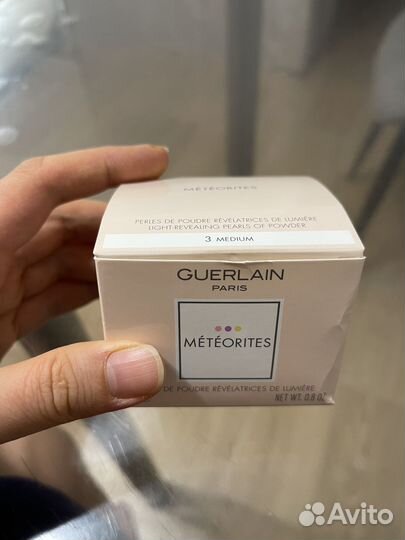 MÉTÉORITES
PERLES DE POUDRE RÉVÉLATRICES DE LUMIÈRE
LIGHT-REVEALING PEARLS OF POWDER
3 MEDIUM
GUERLAIN
PARIS
MÉTÉORITES
DE POUDRE RÉVÉLATRICES DE LUMIÈRE
NET WT. 0.8 OZ
Avito